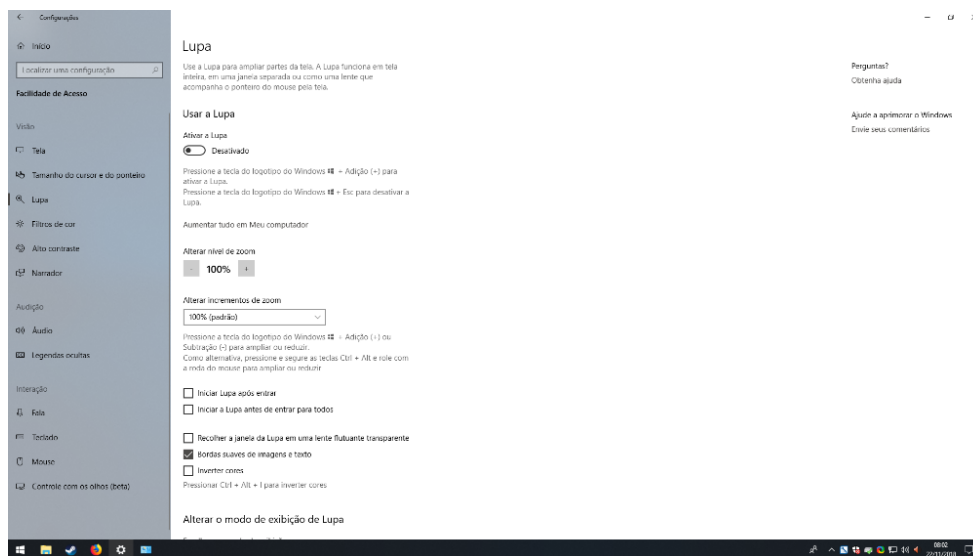 Configurações
Início
Localizar uma configuração
Facilidade de Acesso
Visão
Tela
Tamanho do cursor e do ponteiro
Lupa
Filtros de cor
Alto contraste
Narrador
Audição
Áudio
Legendas ocultas
Interação
Fala
Teclado
Mouse
Controle com os olhos (beta)
Lupa
Use a Lupa para ampliar partes da tela. A Lupa funciona em tela
inteira, em uma janela separada ou como uma lente que
acompanha o ponteiro do mouse pela tela.
Usar a Lupa
Ativar a Lupa
Desativado
Pressione a tecla do logotipo do Windows + Adição (+) para
ativar a Lupa.
Pressione a tecla do logotipo do Windows + Esc para desativar a
Lupa.
Aumentar tudo em Meu computador
Alterar nível de zoom
- 100% +
Alterar incrementos de zoom
100% (padrão)
Pressione a tecla do logotipo do Windows + Adição (+) ou
Subtração (-) para ampliar ou reduzir.
Como alternativa, pressione e segure as teclas Ctrl + Alt e role com
a roda do mouse para ampliar ou reduzir
Iniciar Lupa após entrar
Iniciar a Lupa antes de entrar para todos
Recolher a janela da Lupa em uma lente flutuante transparente
Bordas suaves de imagens e texto
Inverter cores
Pressionar Ctrl + Alt + I para inverter cores
Alterar o modo de exibição de Lupa
Perguntas?
Obtenha ajuda
Ajude a aprimorar o Windows
Envie seus comentários
08:02
22/11/2018